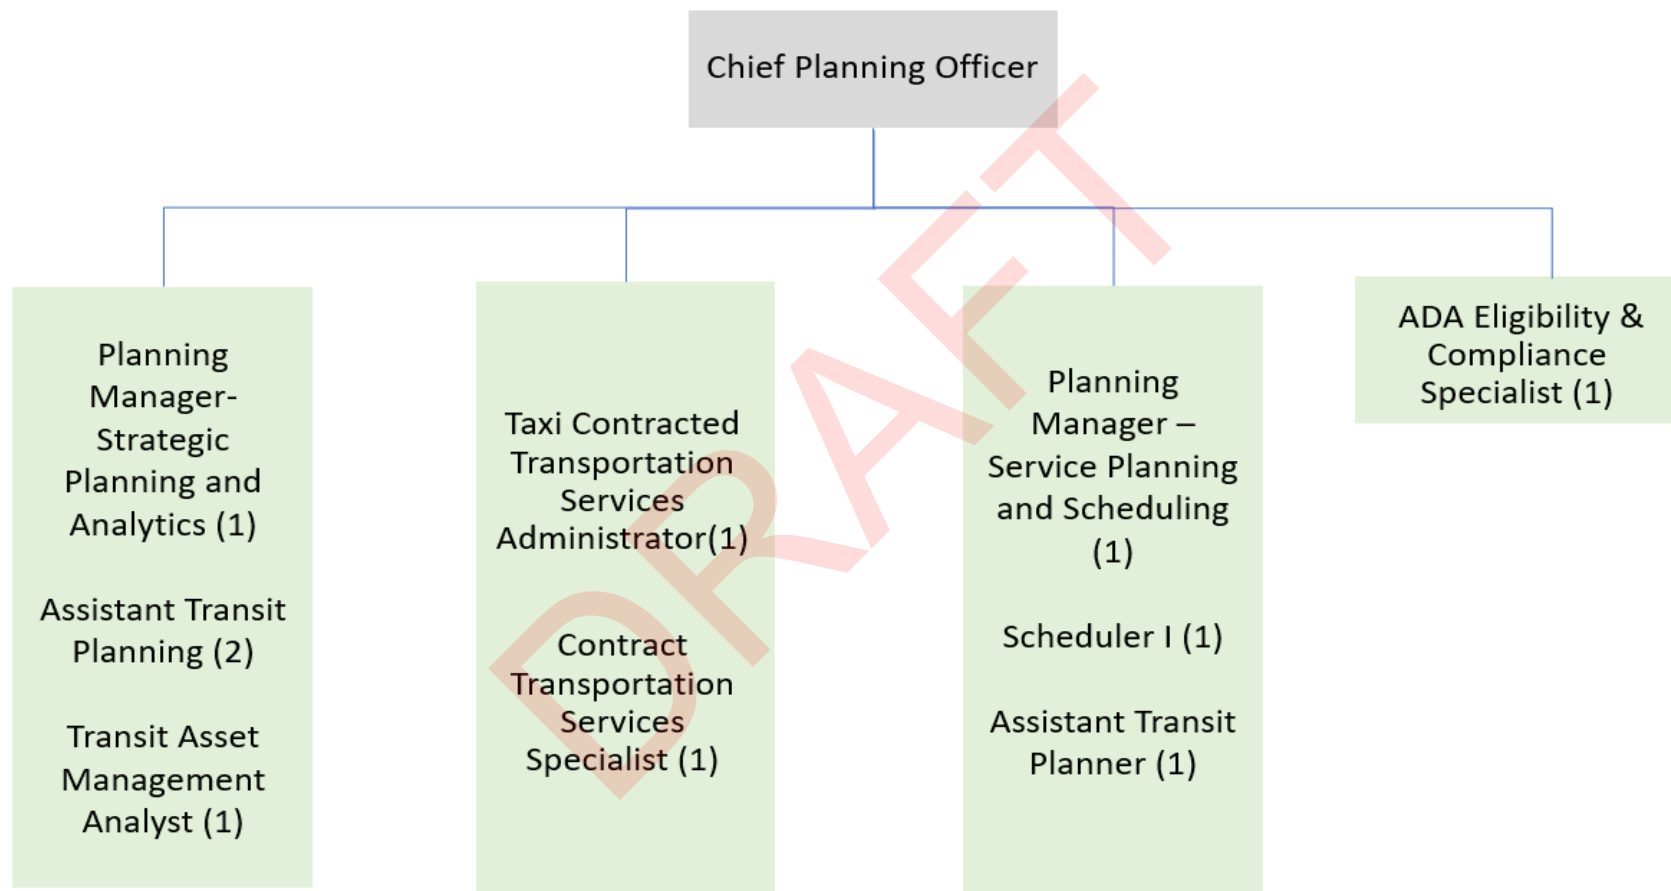 Chief Planning Officer
Planning
Manager-
Strategic
Planning and
Analytics (1)
Assistant Transit
Planning (2)
Transit Asset
Management
Analyst (1)
Taxi Contracted
Transportation
Services
Administrator(1)
Contract
Transportation
Services
Specialist (1)
Planning
Manager –
Service Planning
and Scheduling
(1)
Scheduler I (1)
Assistant Transit
Planner (1)
ADA Eligibility &
Compliance
Specialist (1)
DRAFT